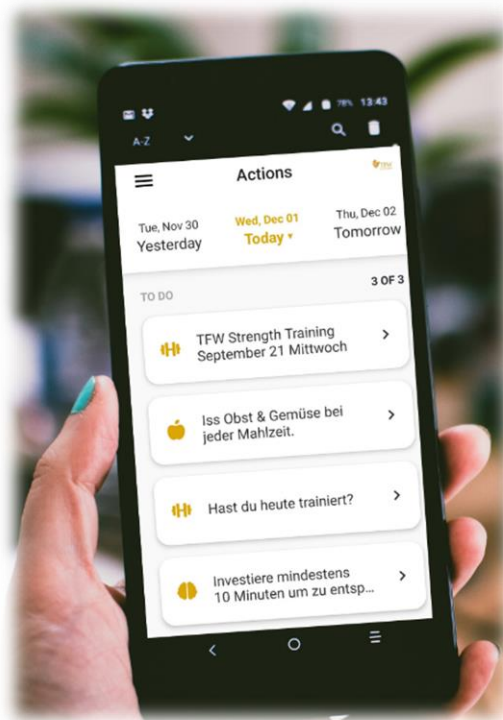 78% 13:43
A-Z
Actions
TFW
Tue, Nov 30
Yesterday
Wed, Dec 01
Today
Thu, Dec 02
Tomorrow
TO DO
3 OF 3
TFW Strength Training
September 21 Mittwoch
Iss Obst & Gemüse bei
jeder Mahlzeit.
Hast du heute trainiert?
Investiere mindestens
10 Minuten um zu entsp...